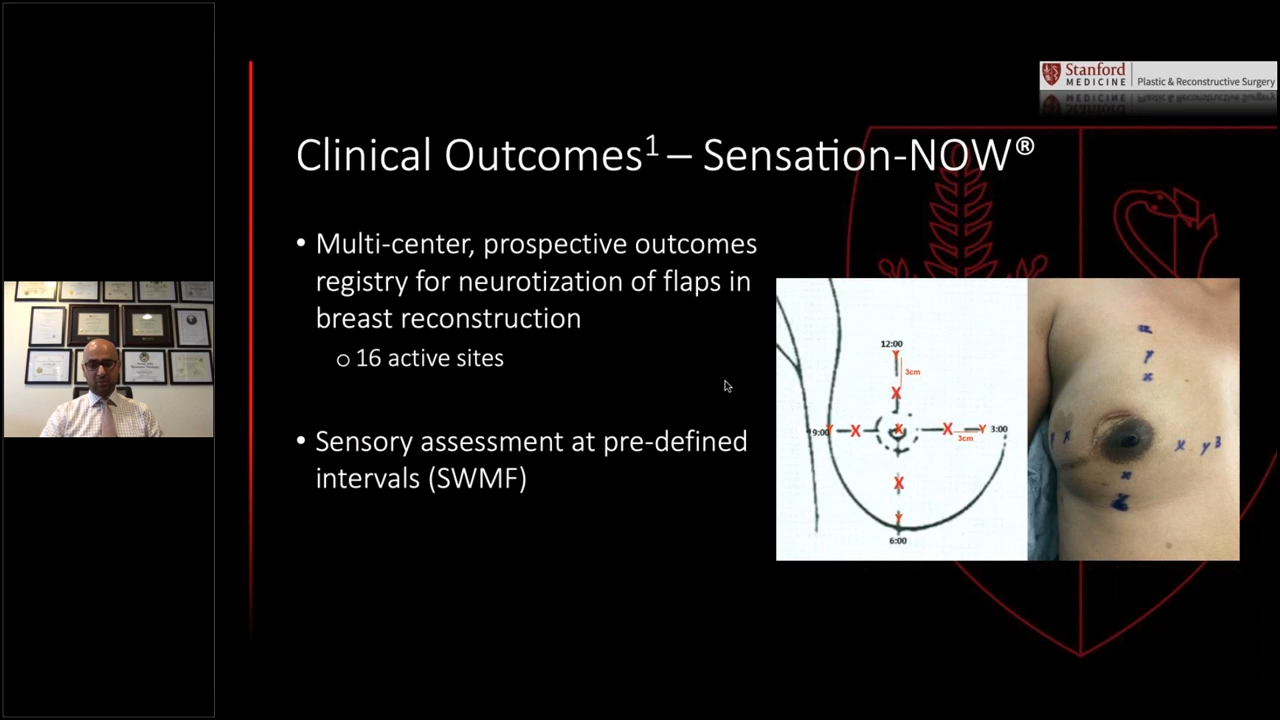 Stanford
MEDICINE
Plastic & Reconstructive Surgery
Clinical Outcomes¹ – Sensation-NOW®
• Multi-center, prospective outcomes
registry for neurotization of flaps in
breast reconstruction
o 16 active sites
• Sensory assessment at pre-defined
intervals (SWMF)
12:00
Y
3cm
X
9:00 Y X X X Y 3:00
3cm
X
Y
6:00
Y
X
X
X Y 3
X